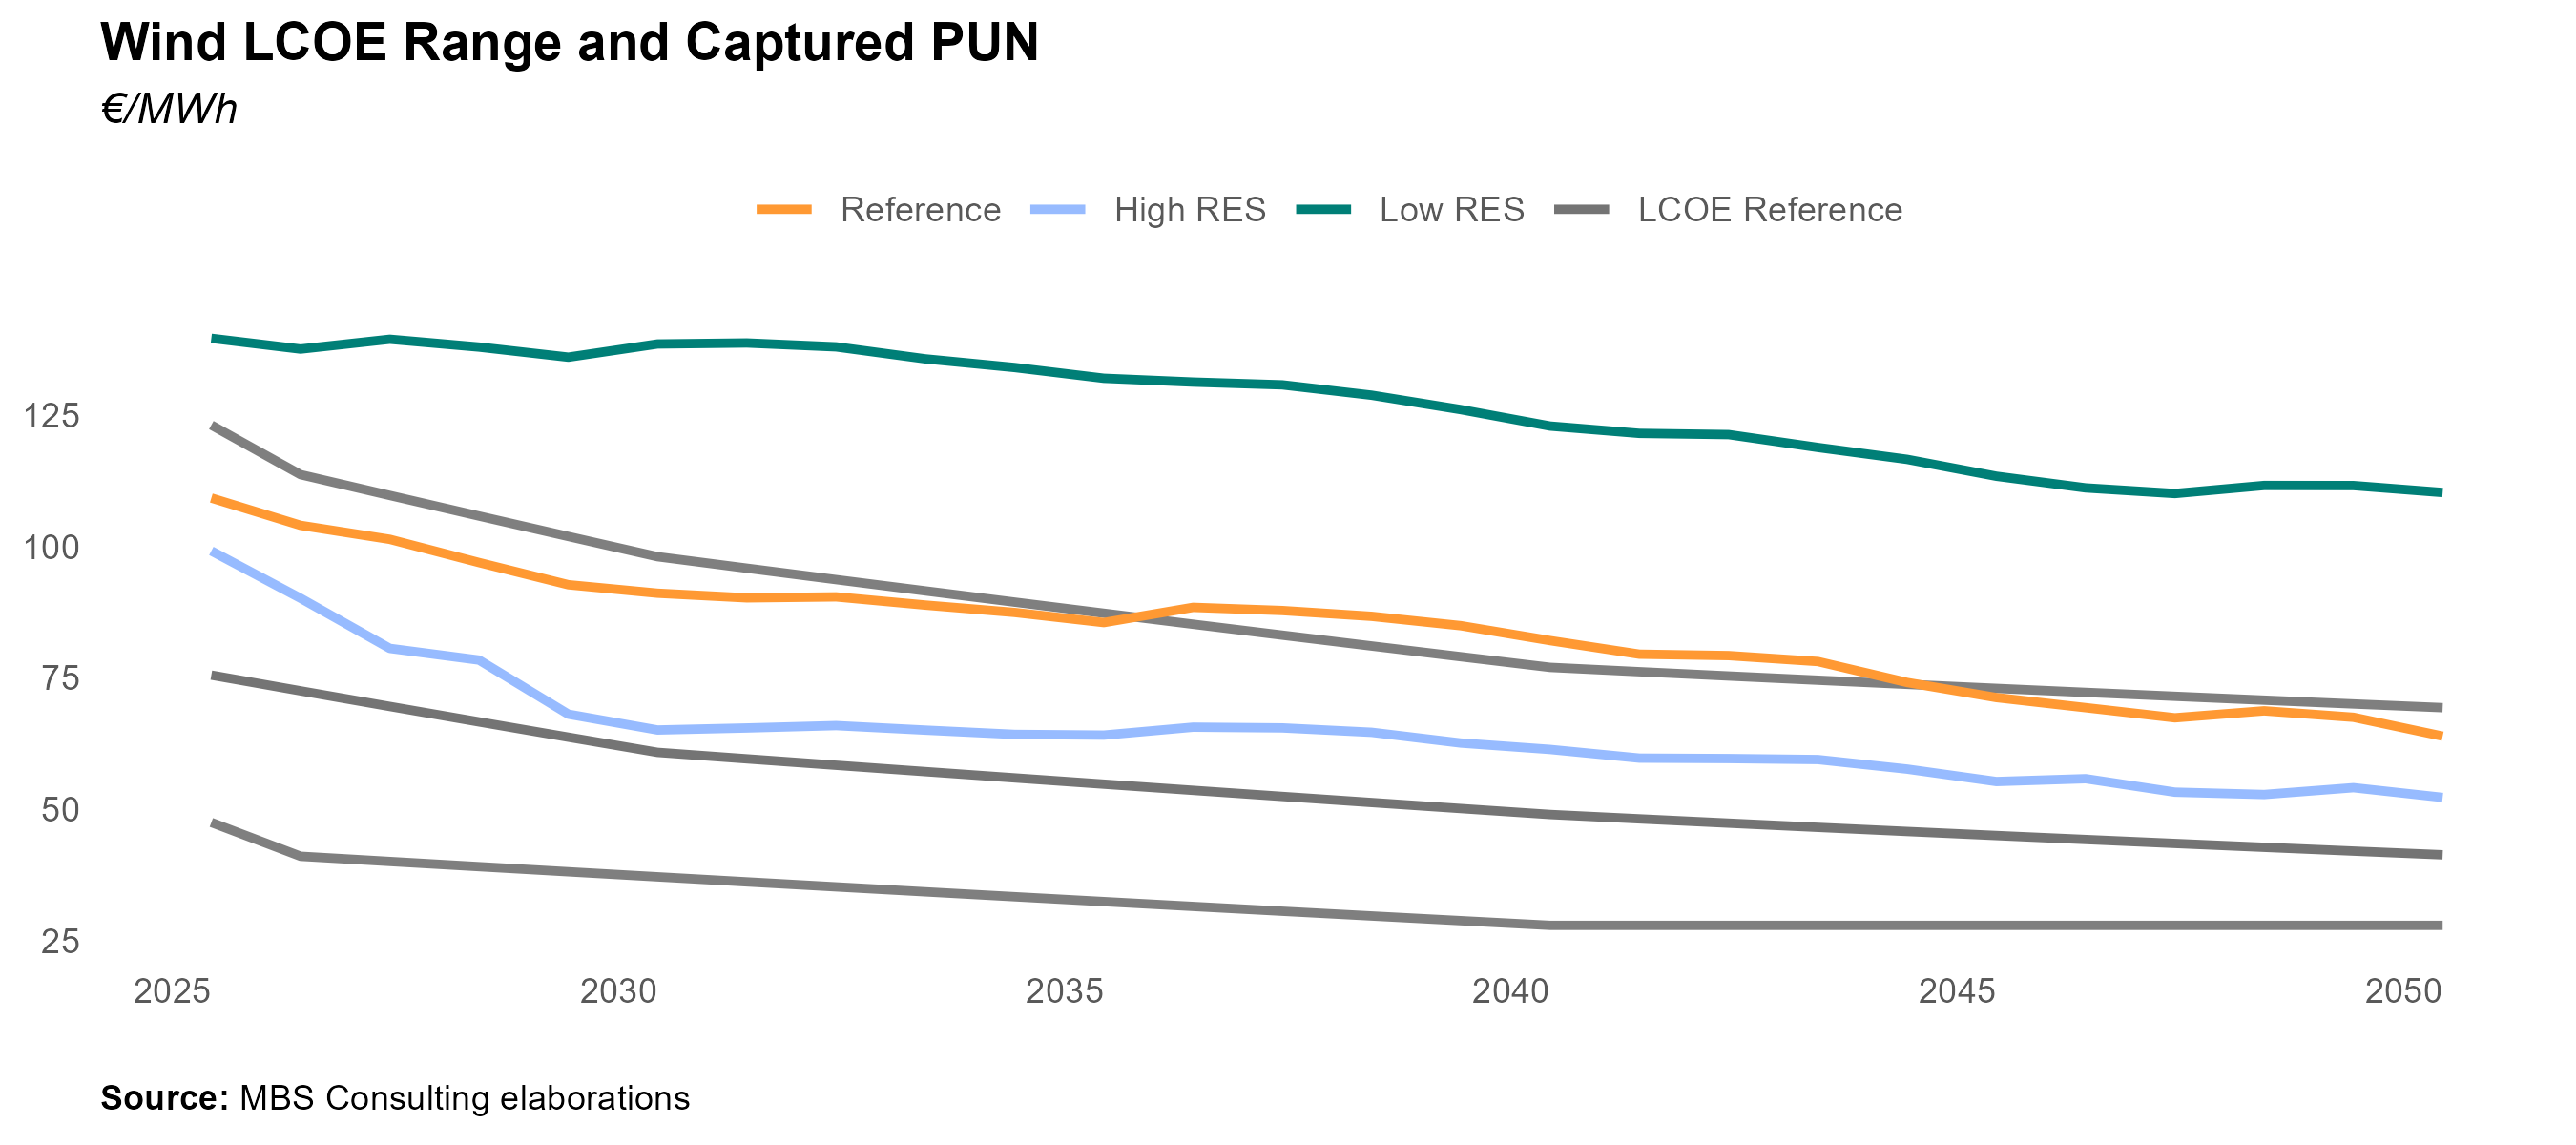 Wind LCOE Range and Captured PUN
€/MWh
Reference High RES Low RES LCOE Reference
125
100
75
50
25
2025 2030 2035 2040 2045 2050
Source: MBS Consulting elaborations